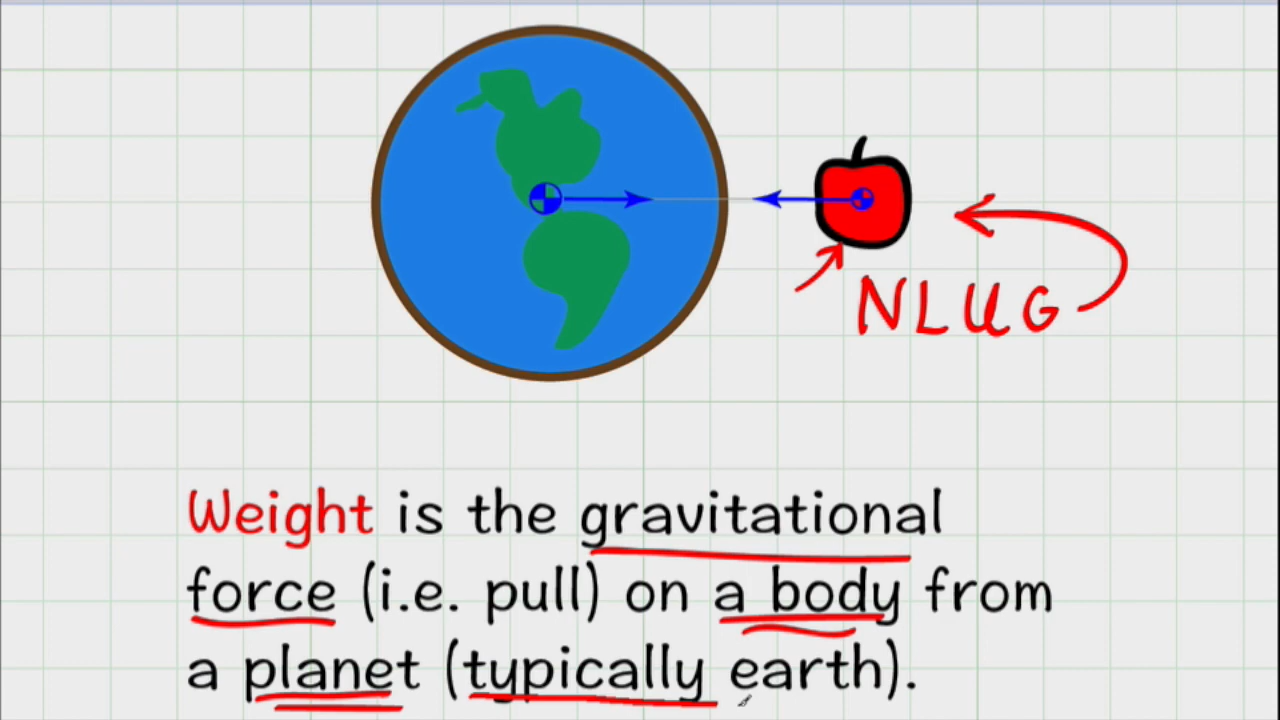 NLUG
Weight is the gravitational
force (i.e. pull) on a body from
a planet (typically earth).